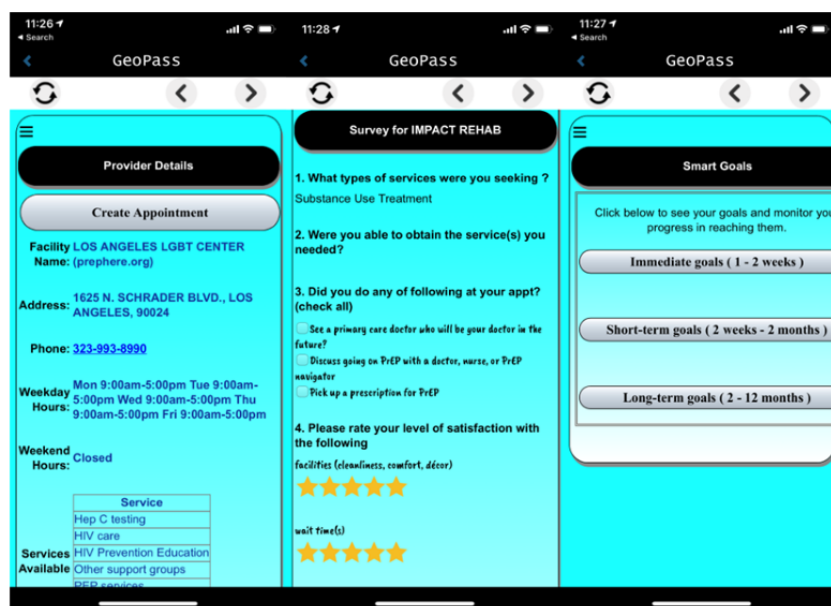 11:26
Search
GeoPass
Provider Details
Create Appointment
Facility Name: LOS ANGELES LGBT CENTER
(prephere.org)
Address: 1625 N. SCHRADER BLVD., LOS
ANGELES, 90024
Phone: 323-993-8990
Weekday Hours: Mon 9:00am-5:00pm Tue 9:00am-
5:00pm Wed 9:00am-5:00pm Thu
9:00am-5:00pm Fri 9:00am-5:00pm
Weekend Hours: Closed
Services Available
Service
Hep C testing
HIV care
HIV Prevention Education
Other support groups
PEP services
11:28
GeoPass
Survey for IMPACT REHAB
1. What types of services were you seeking ?
Substance Use Treatment
2. Were you able to obtain the service(s) you
needed?
3. Did you do any of following at your appt?
(check all)
See a primary care doctor who will be your doctor in the
future?
Discuss going on PrEP with a doctor, nurse, or PrEP
navigator
Pick up a prescription for PrEP
4. Please rate your level of satisfaction with
the following
facilities (cleanliness, comfort, décor)
wait time(s)
11:27
Search
GeoPass
Smart Goals
Click below to see your goals and monitor you
progress in reaching them.
Immediate goals ( 1 - 2 weeks )
Short-term goals ( 2 weeks - 2 months )
Long-term goals ( 2 - 12 months )